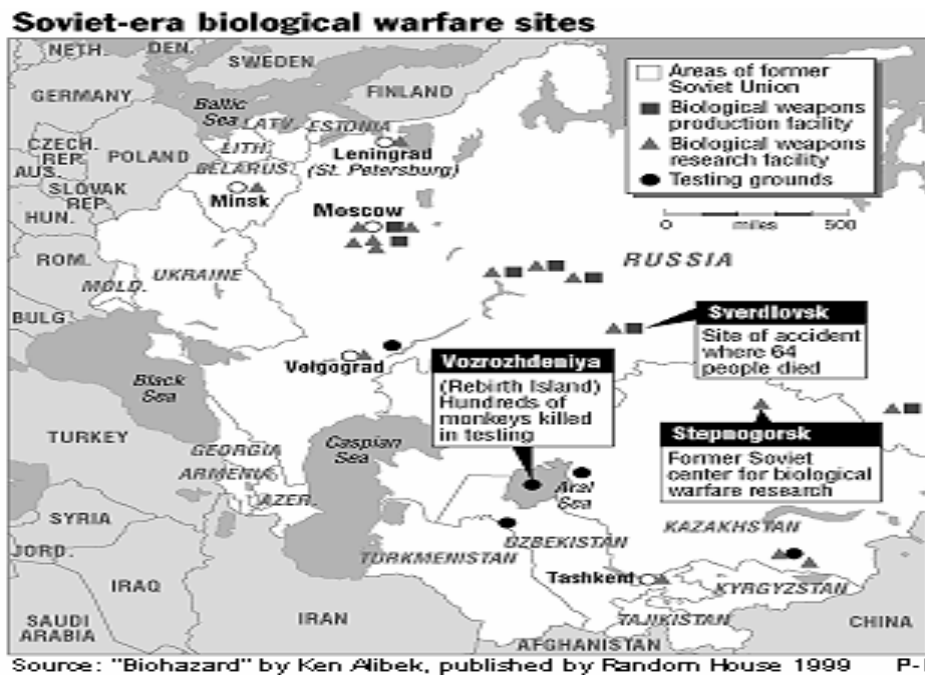 Soviet-era biological warfare sites
NETH.
DEN.
SWEDEN
FINLAND
GERMANY
Baltic
Sea
LATV.
ESTONIA
LITH.
Leningrad
(St. Petersburg)
CZECH.
REP.
POLAND
BELARUS
AUS.
SLOVAK
REP.
Minsk
HUN.
Moscow
ROM.
UKRAINE
MOLD.
BULG.
RUSSIA
Areas of former
Soviet Union
Biological weapons
production facility
Biological weapons
research facility
Testing grounds
0 miles 500
Sverdlovsk
Site of accident
where 64
people died
Volgograd
Vozrozhdeniya
(Rebirth Island)
Hundreds of
monkeys killed
in testing
Black
Sea
Stepnogorsk
Former Soviet
center for biological
warfare research
TURKEY
GEORGIA
Caspian
Sea
ARMENIA
AZER.
Aral
Sea
KAZAKHSTAN
SYRIA
UZBEKISTAN
JORD.
TURKMENISTAN
IRAQ
Tashkent
KYRGYZSTAN
SAUDI
ARABIA
IRAN
TAJIKISTAN
CHINA
AFGHANISTAN
Source: "Biohazard" by Ken Alibek, published by Random House 1999 P-